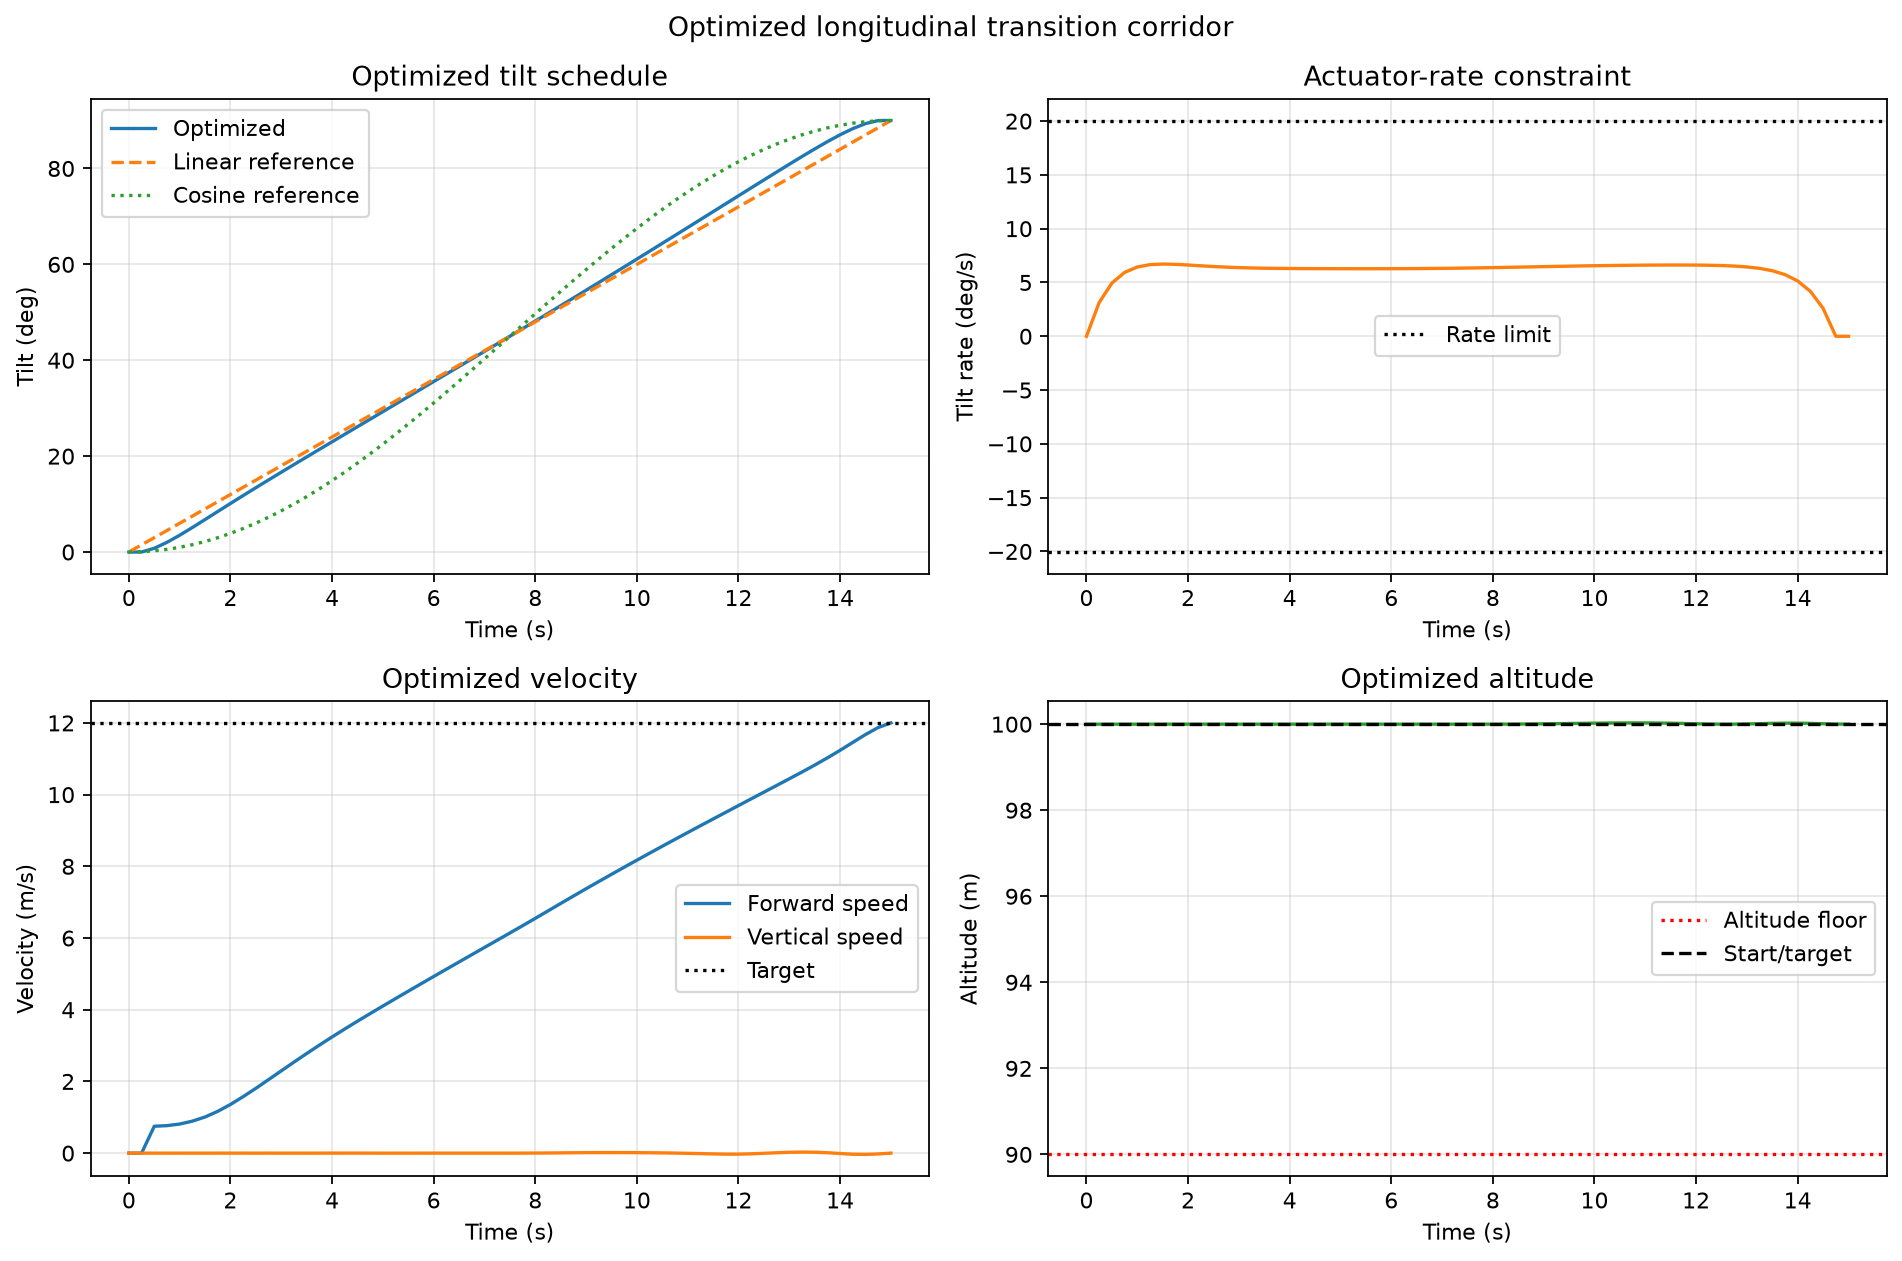 Optimized longitudinal transition corridor
Optimized tilt schedule
Tilt (deg)
80
60
40
20
0
Optimized
Linear reference
Cosine reference
0 2 4 6 8 10 12 14
Time (s)
Actuator-rate constraint
Tilt rate (deg/s)
20
15
10
5
0
−5
−10
−15
−20
Rate limit
0 2 4 6 8 10 12 14
Time (s)
Optimized velocity
Velocity (m/s)
12
10
8
6
4
2
0
Forward speed
Vertical speed
Target
0 2 4 6 8 10 12 14
Time (s)
Optimized altitude
Altitude (m)
100
98
96
94
92
90
Altitude floor
Start/target
0 2 4 6 8 10 12 14
Time (s)